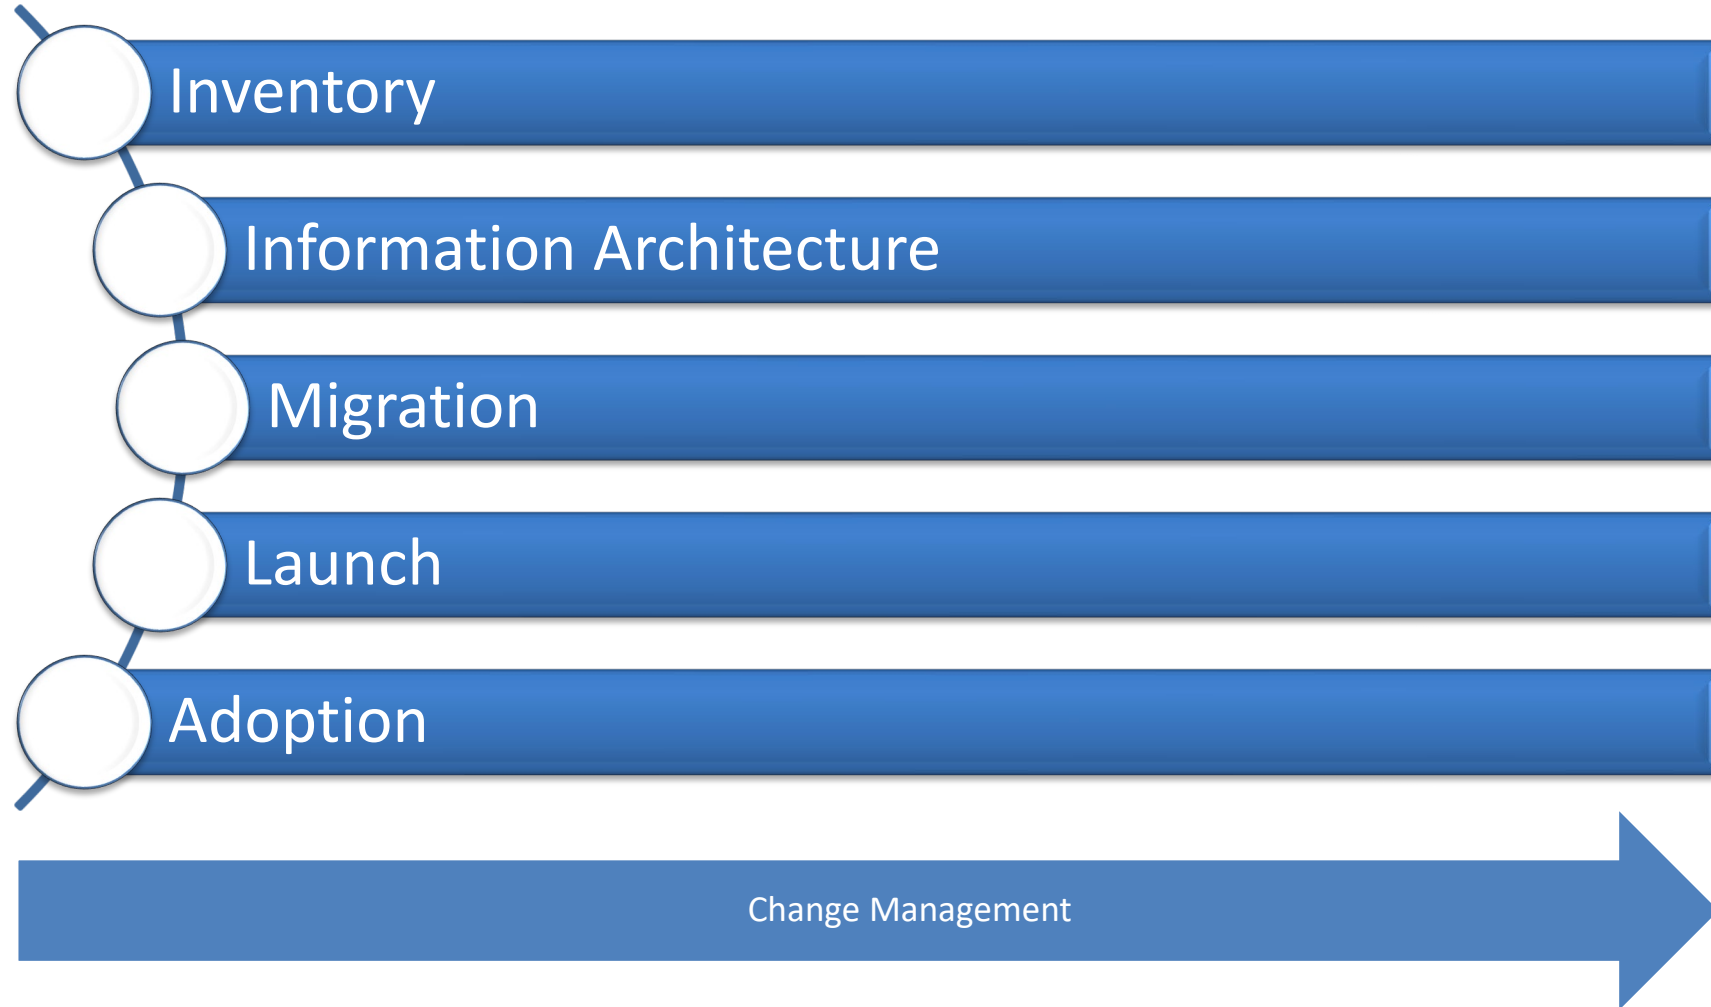 Inventory
Information Architecture
Migration
Launch
Adoption
Change Management